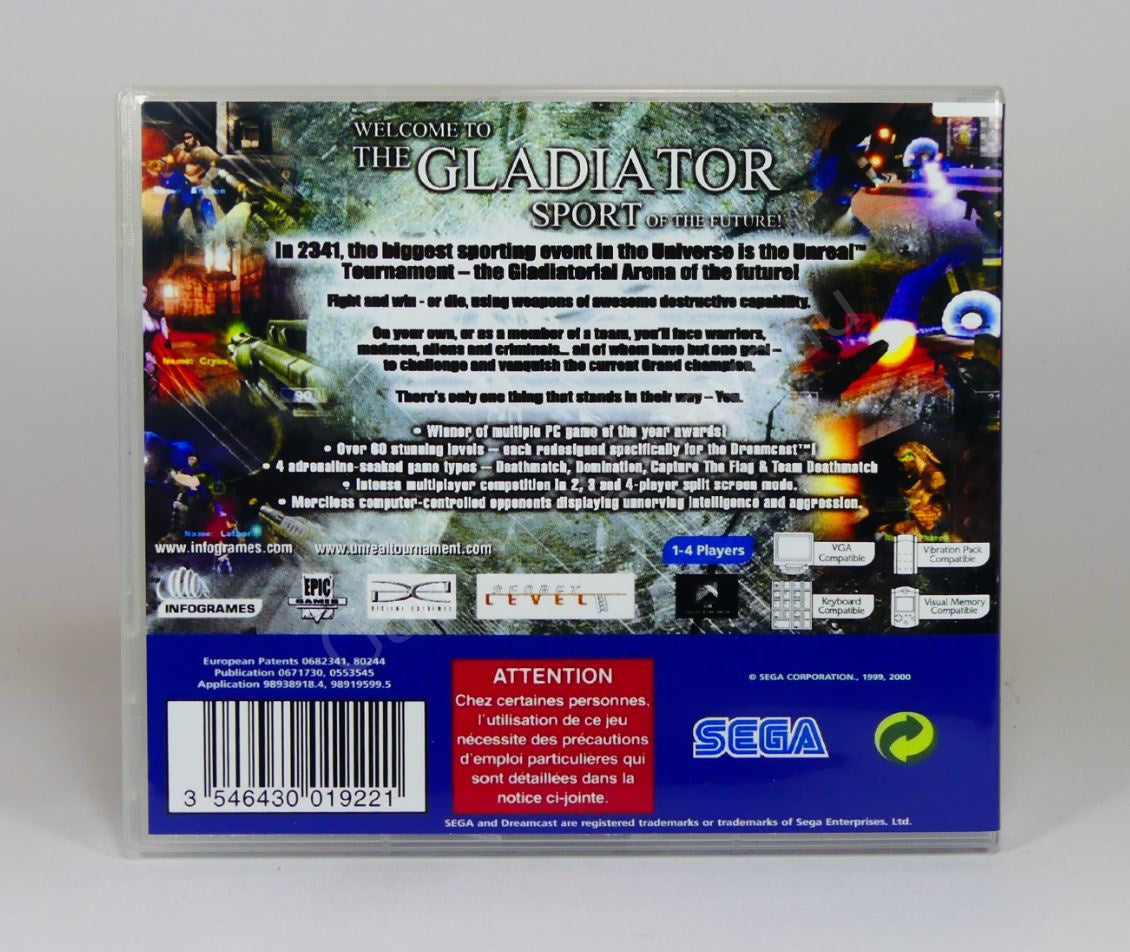 WELCOME TO
THE GLADIATOR
SPORT OF THE FUTURE!
In 2341, the biggest sporting event in the Universe is the Unreal™
Tournament – the Gladiatorial Arena of the future!
Fight and win - or die, using weapons of awesome destructive capability.
On your own, or as a member of a team, you'll face warriors,
madmen, aliens and criminals... all of whom have but one goal –
to challenge and vanquish the current Grand champion.
There's only one thing that stands in their way – You.
• Winner of multiple PC game of the year awards!
• Over 60 stunning levels – each redesigned specifically for the Dreamcast™!
• 4 adrenaline-soaked game types – Deathmatch, Domination, Capture The Flag & Team Deathmatch
• Intense multiplayer competition in 2, 3 and 4-player split screen mode.
• Merciless computer-controlled opponents displaying unnerving intelligence and aggression.
www.infogrames.com www.unrealtournament.com
1-4 Players
VGA
Compatible
Vibration Pack
Compatible
Keyboard
Compatible
Visual Memory
Compatible
INFOGRAMES
EPIC
GAMES
DIGITAL EXTREMES
SECRET
LEVEL
European Patents 0682341, 80244
Publication 0671730, 0553545
Application 98938918.4, 98919599.5
3 546430 019221
ATTENTION
Chez certaines personnes,
l'utilisation de ce jeu
nécessite des précautions
d'emploi particulières qui
sont détaillées dans la
notice ci-jointe.
© SEGA CORPORATION., 1999, 2000
SEGA
SEGA and Dreamcast are registered trademarks or trademarks of Sega Enterprises, Ltd.